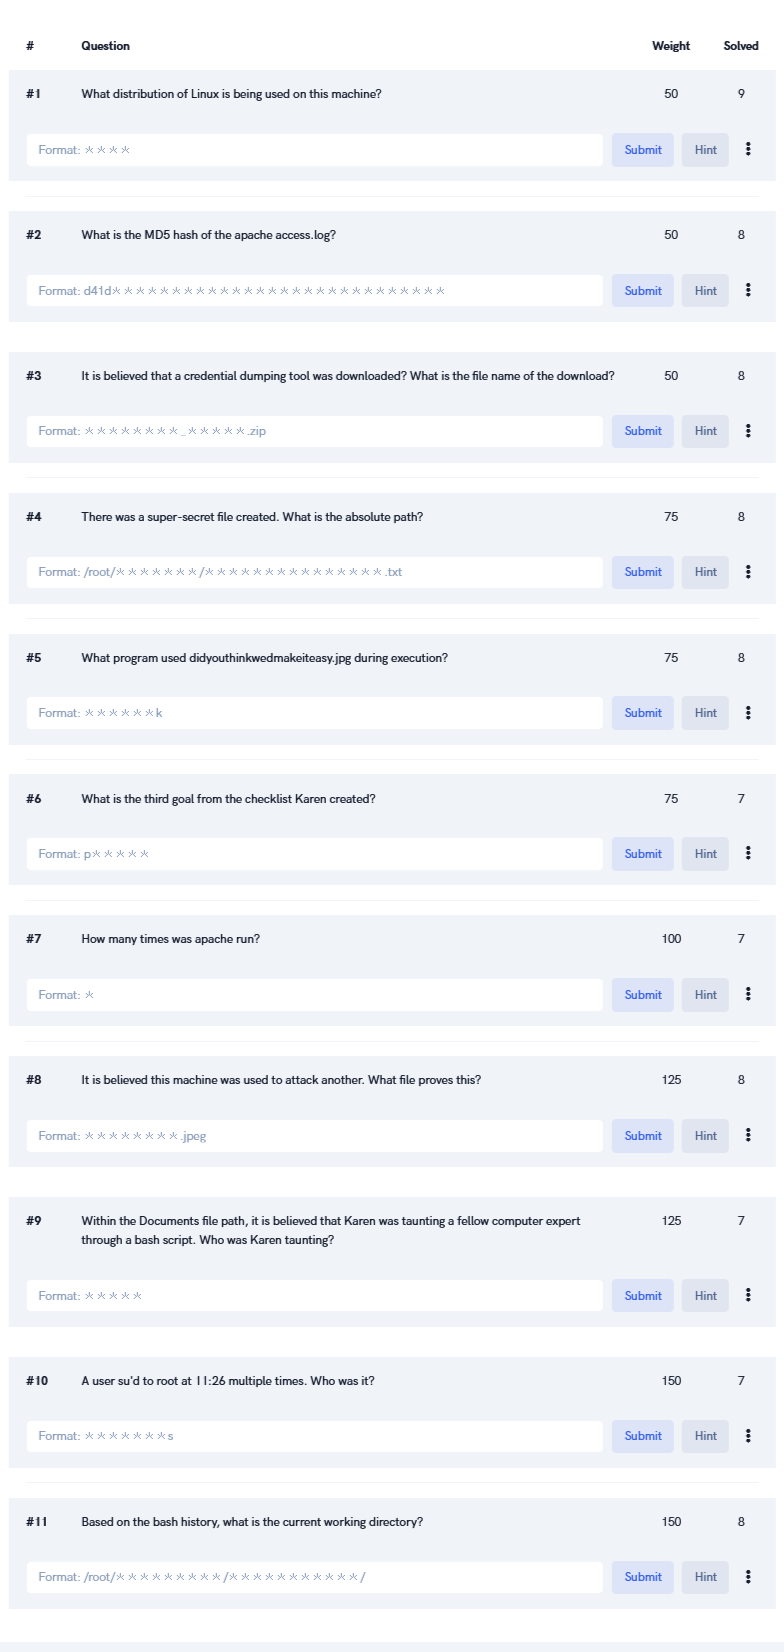 # Question Weight Solved
#1 What distribution of Linux is being used on this machine? 50 9
Format: ****
Submit Hint
#2 What is the MD5 hash of the apache access.log? 50 8
Format: d41d****************************
Submit Hint
#3 It is believed that a credential dumping tool was downloaded? What is the file name of the download? 50 8
Format: ********_*****.zip
Submit Hint
#4 There was a super-secret file created. What is the absolute path? 75 8
Format: /root/*******/***************.txt
Submit Hint
#5 What program used didyouthinkwedmakeiteasy.jpg during execution? 75 8
Format: ******k
Submit Hint
#6 What is the third goal from the checklist Karen created? 75 7
Format: p*****
Submit Hint
#7 How many times was apache run? 100 7
Format: *
Submit Hint
#8 It is believed this machine was used to attack another. What file proves this? 125 8
Format: ********.jpeg
Submit Hint
#9 Within the Documents file path, it is believed that Karen was taunting a fellow computer expert 125 7
through a bash script. Who was Karen taunting?
Format: *****
Submit Hint
#10 A user su'd to root at 11:26 multiple times. Who was it? 150 7
Format: *******s
Submit Hint
#11 Based on the bash history, what is the current working directory? 150 8
Format: /root/*********/***********/
Submit Hint